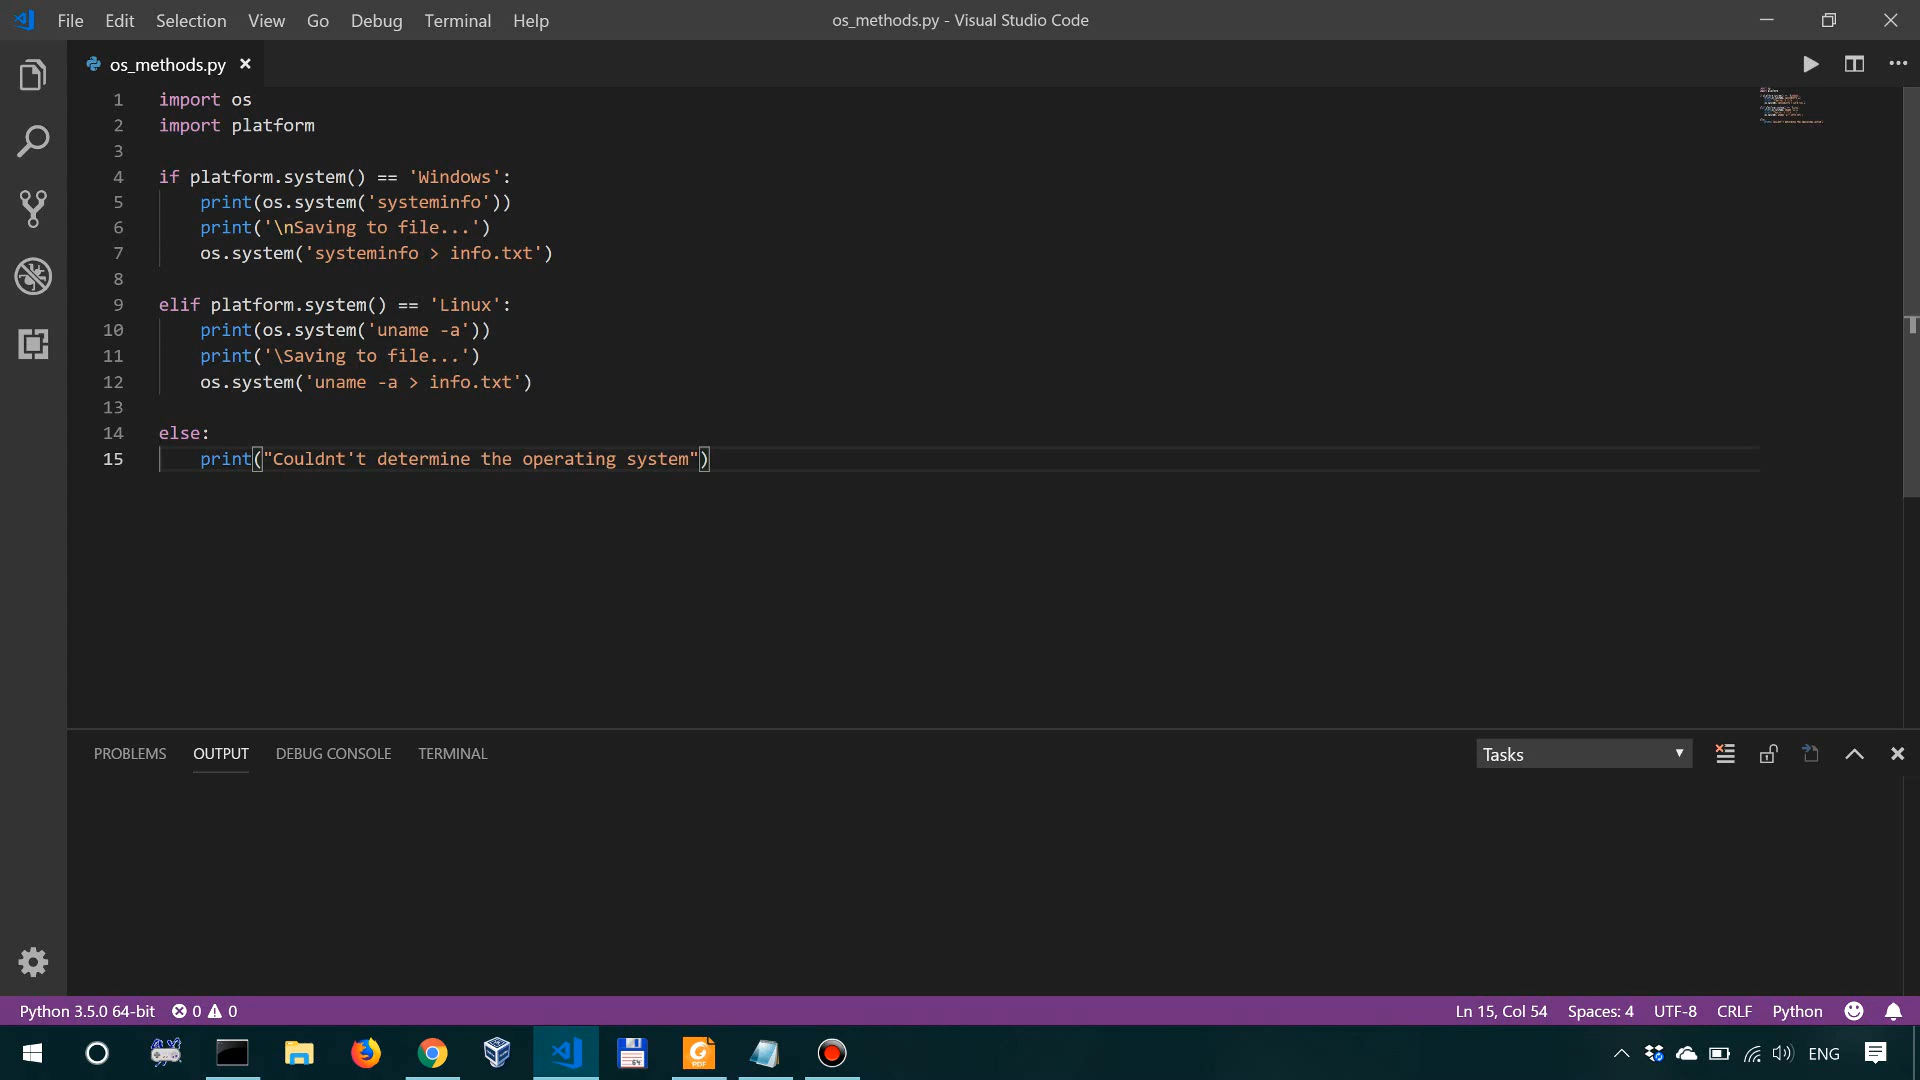 File Edit Selection View Go Debug Terminal Help os_methods.py - Visual Studio Code
os_methods.py
1 import os
2 import platform
3
4 if platform.system() == 'Windows':
5     print(os.system('systeminfo'))
6     print('\nSaving to file...')
7     os.system('systeminfo > info.txt')
8
9 elif platform.system() == 'Linux':
10     print(os.system('uname -a'))
11     print('\Saving to file...')
12     os.system('uname -a > info.txt')
13
14 else:
15     print("Couldnt't determine the operating system")
PROBLEMS OUTPUT DEBUG CONSOLE TERMINAL Tasks
Python 3.5.0 64-bit 0 0 Ln 15, Col 54 Spaces: 4 UTF-8 CRLF Python
64 PDF ENG